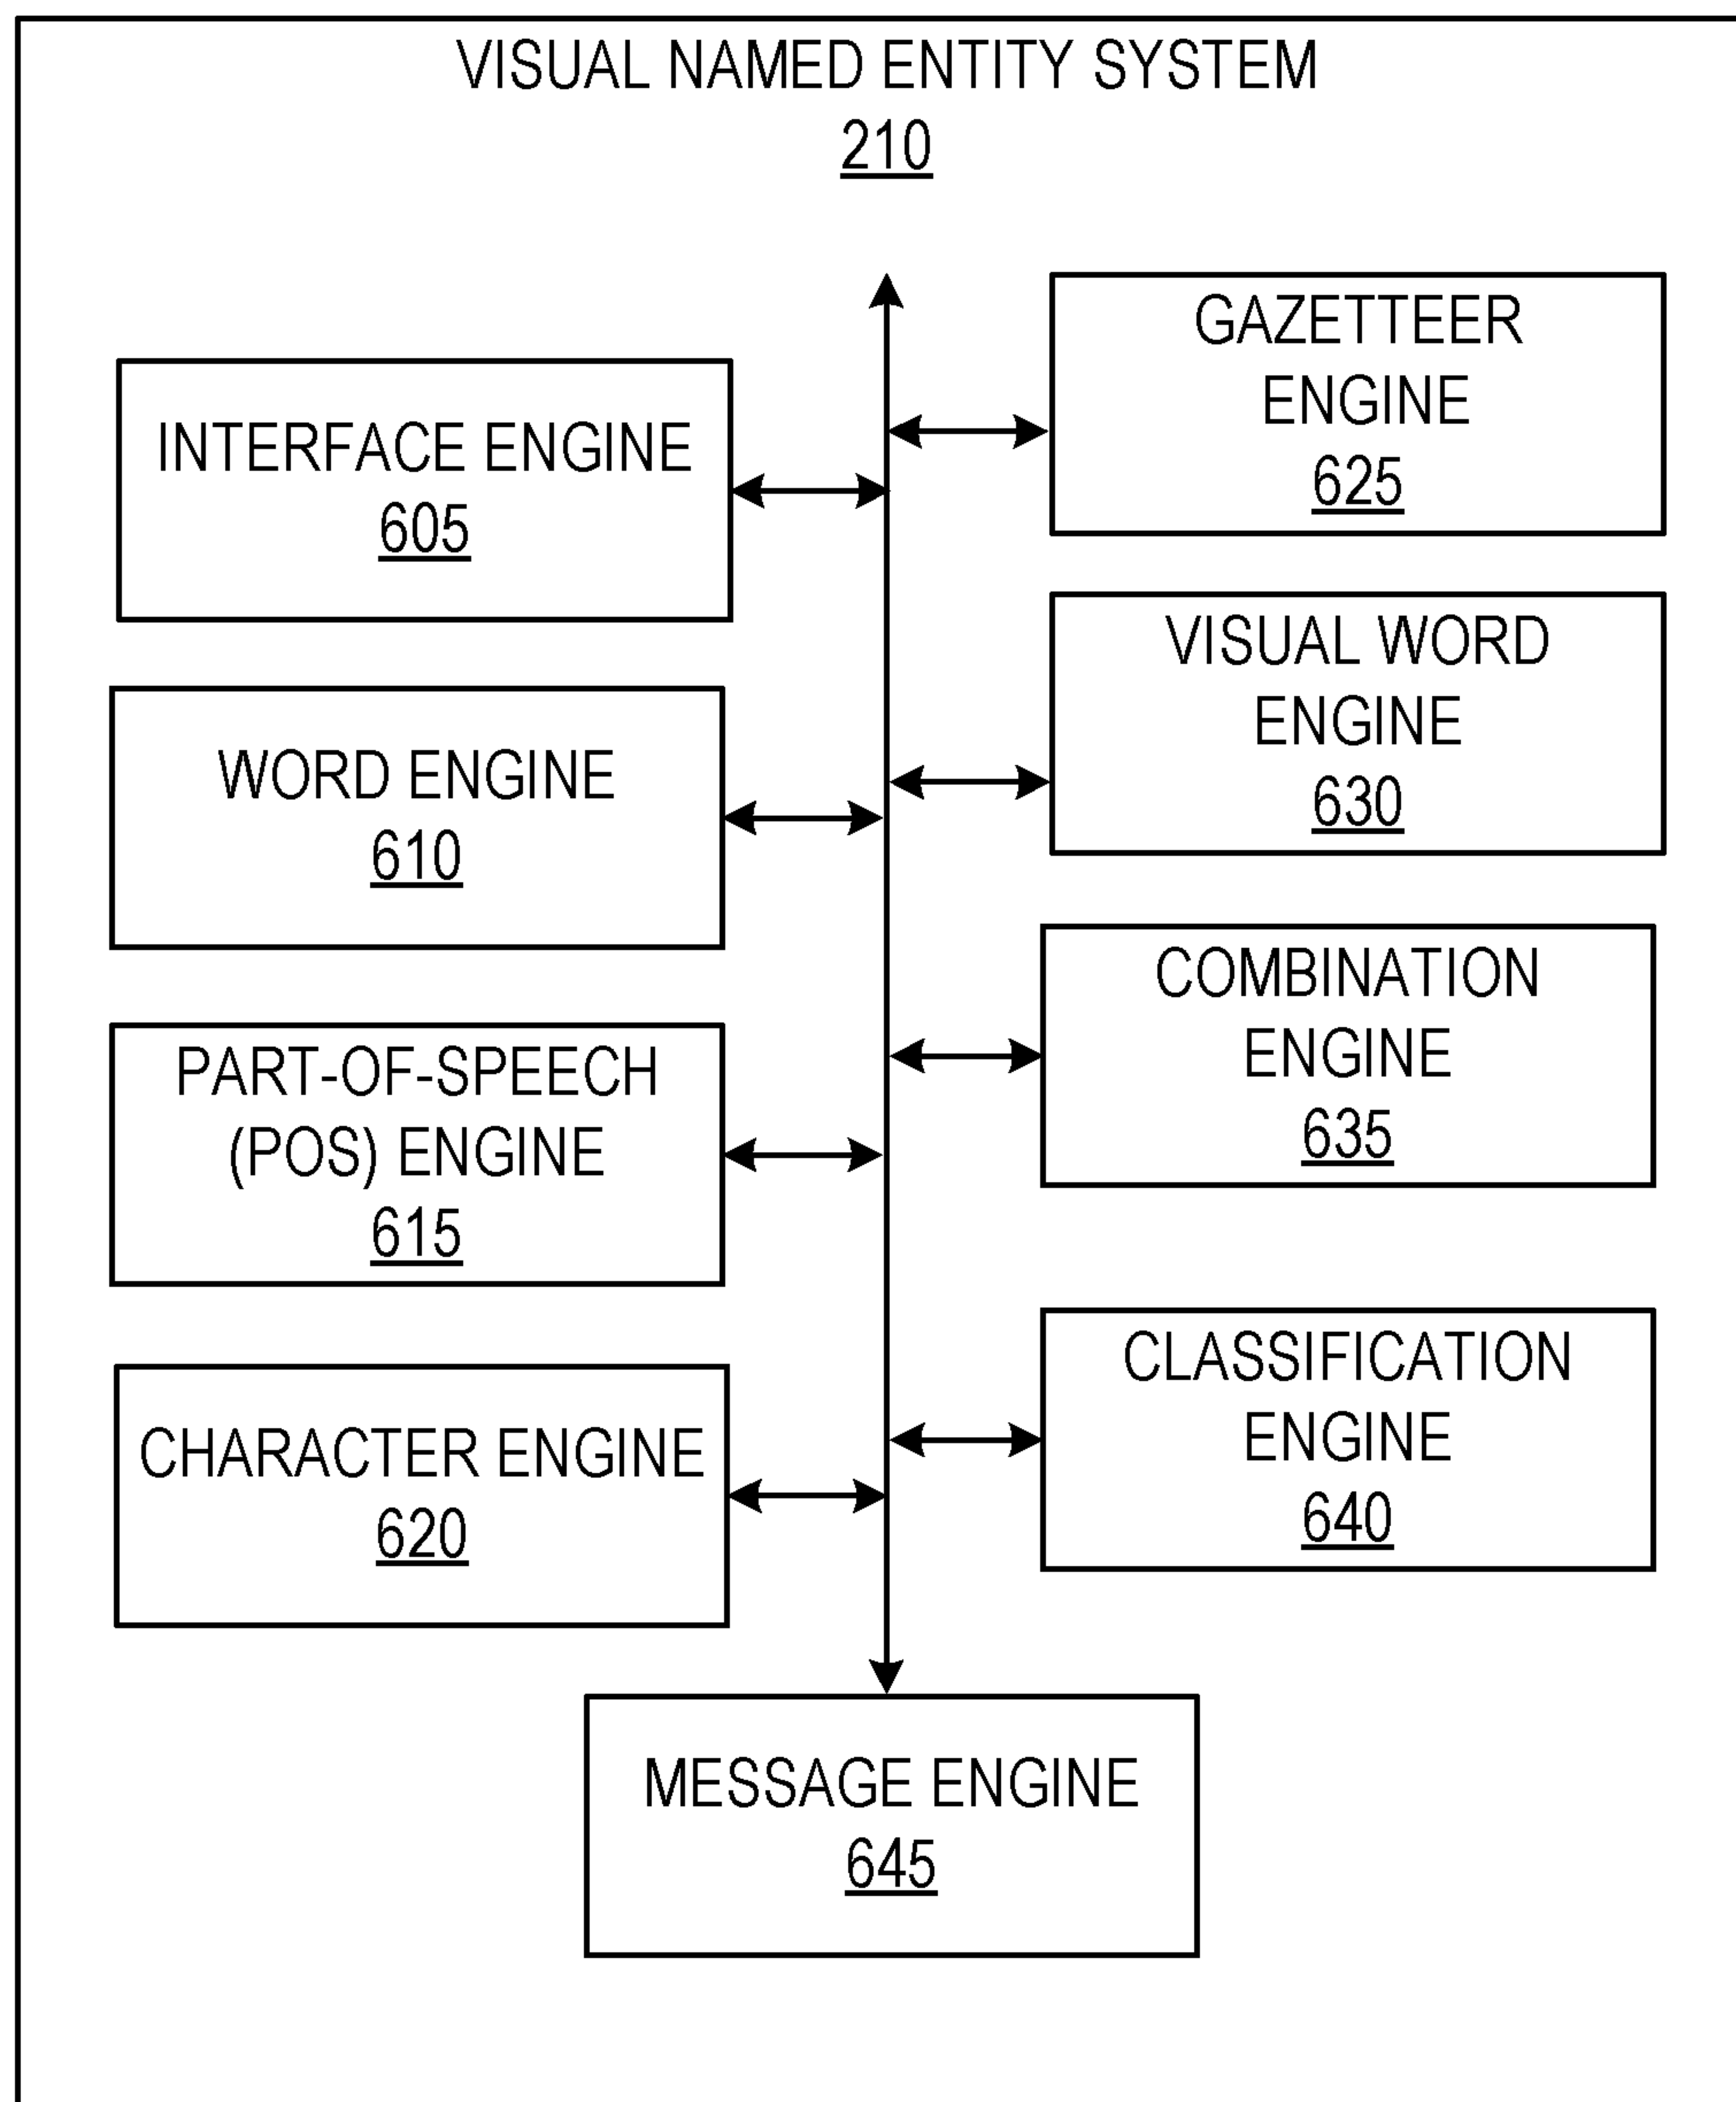 VISUAL NAMED ENTITY SYSTEM
210
INTERFACE ENGINE
605
WORD ENGINE
610
PART-OF-SPEECH
(POS) ENGINE
615
CHARACTER ENGINE
620
GAZETTEER
ENGINE
625
VISUAL WORD
ENGINE
630
COMBINATION
ENGINE
635
CLASSIFICATION
ENGINE
640
MESSAGE ENGINE
645